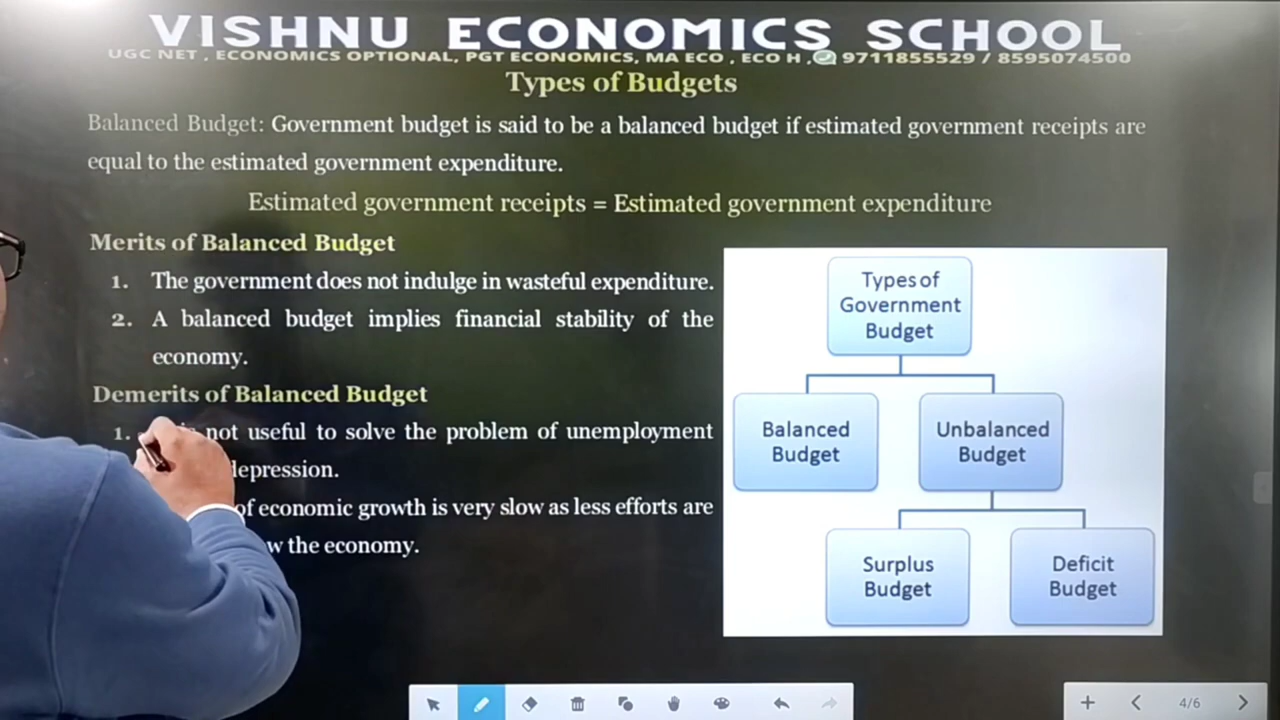 VISHNU ECONOMICS SCHOOL
UGC NET , ECONOMICS OPTIONAL, PGT ECONOMICS, MA ECO , ECO H , 9711855529 / 8595074500
Types of Budgets
Balanced Budget: Government budget is said to be a balanced budget if estimated government receipts are
equal to the estimated government expenditure.
Estimated government receipts = Estimated government expenditure
Merits of Balanced Budget
1. The government does not indulge in wasteful expenditure.
2. A balanced budget implies financial stability of the
economy.
Demerits of Balanced Budget
1. not useful to solve the problem of unemployment
depression.
of economic growth is very slow as less efforts are
the economy.
Types of
Government
Budget
Balanced
Budget
Unbalanced
Budget
Surplus
Budget
Deficit
Budget
4/6